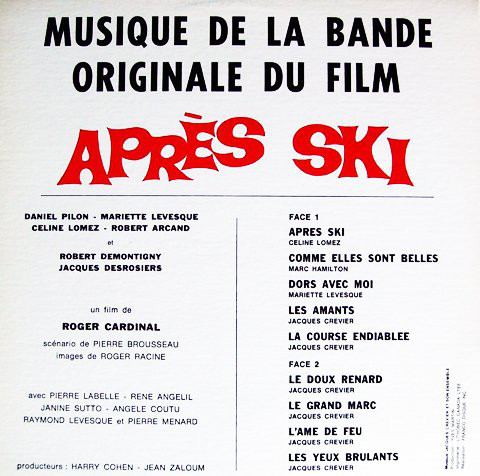 MUSIQUE DE LA BANDE
ORIGINALE DU FILM
APRÈS SKI
DANIEL PILON - MARIETTE LEVESQUE
CELINE LOMEZ - ROBERT ARCAND
et
ROBERT DEMONTIGNY
JACQUES DESROSIERS
un film de
ROGER CARDINAL
scénario de PIERRE BROUSSEAU
images de ROGER RACINE
avec PIERRE LABELLE - RENE ANGELIL
JANINE SUTTO - ANGELE COUTU
RAYMOND LEVESQUE et PIERRE MENARD
producteurs : HARRY COHEN - JEAN ZALOUM
FACE 1
APRES SKI
CELINE LOMEZ
COMME ELLES SONT BELLES
MARC HAMILTON
DORS AVEC MOI
MARIETTE LEVESQUE
LES AMANTS
JACQUES CREVIER
LA COURSE ENDIABLEE
JACQUES CREVIER
FACE 2
LE DOUX RENARD
JACQUES CREVIER
LE GRAND MARC
JACQUES CREVIER
L'AME DE FEU
JACQUES CREVIER
LES YEUX BRULANTS
JACQUES CREVIER